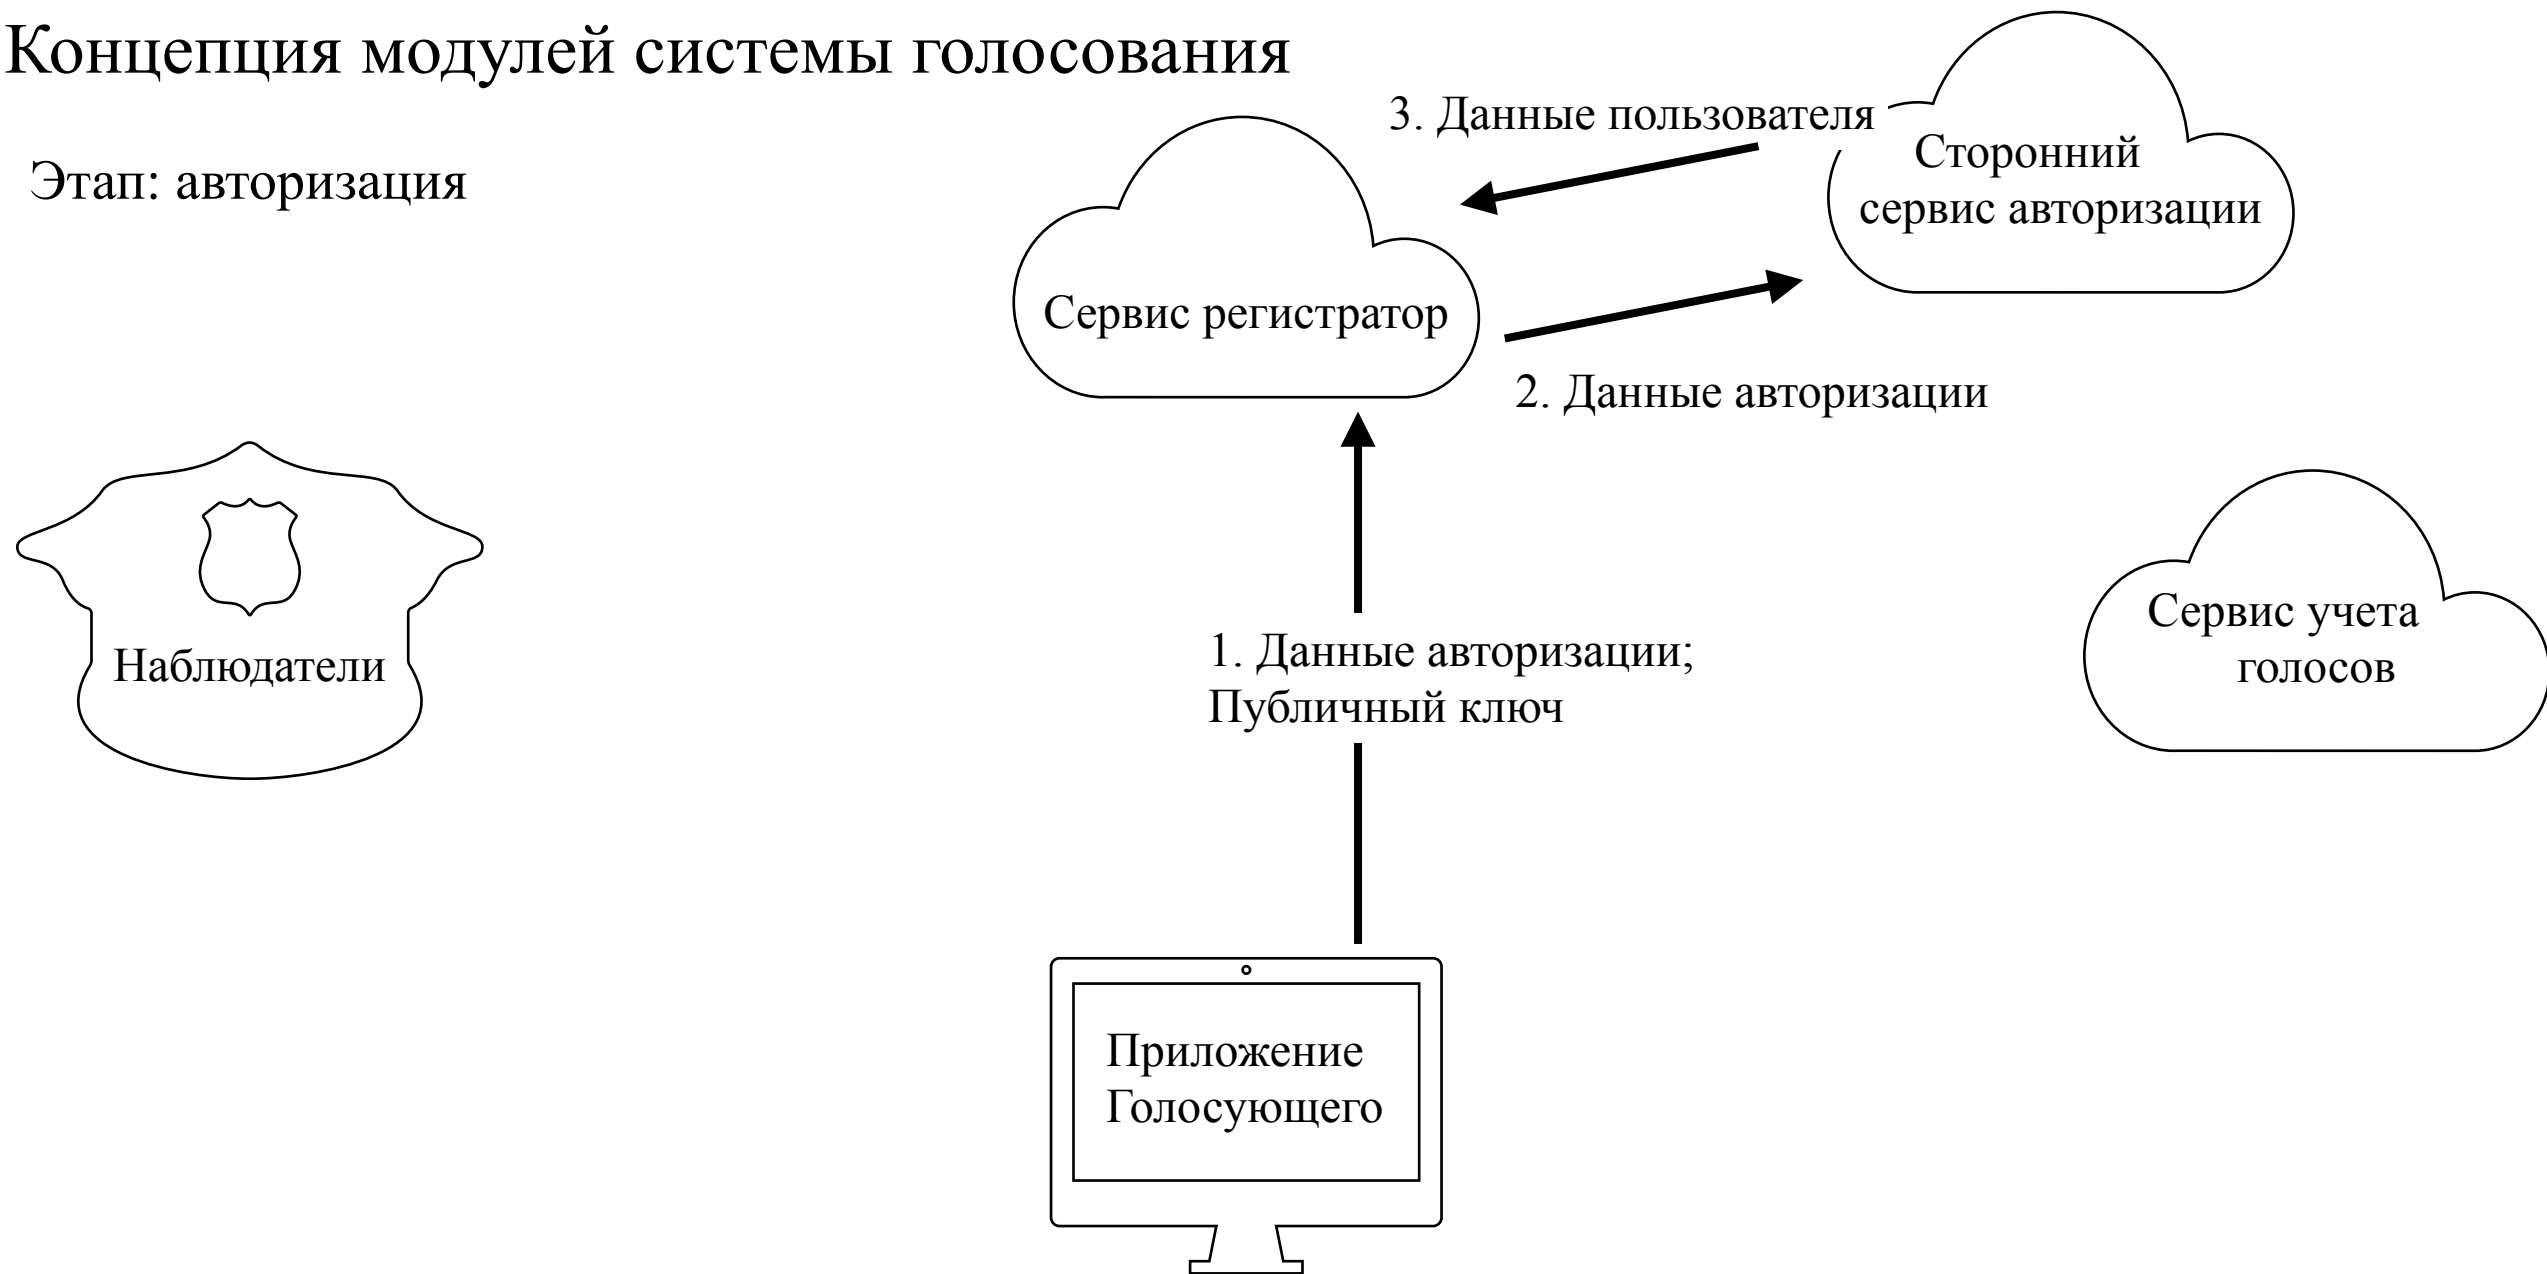 Концепция модулей системы голосования
Этап: авторизация
3. Данные пользователя
Сторонний
сервис авторизации
Сервис регистратор
2. Данные авторизации
Наблюдатели
1. Данные авторизации;
Публичный ключ
Сервис учета
голосов
Приложение
Голосующего